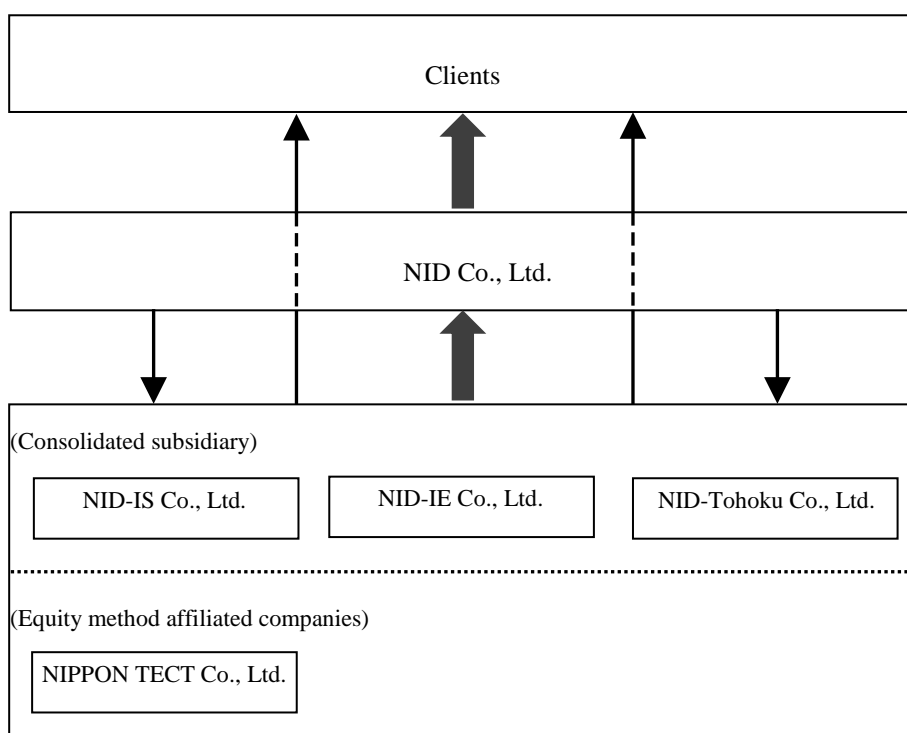 Clients
NID Co., Ltd.
(Consolidated subsidiary)
NID-IS Co., Ltd.
NID-IE Co., Ltd.
NID-Tohoku Co., Ltd.
(Equity method affiliated companies)
NIPPON TECT Co., Ltd.